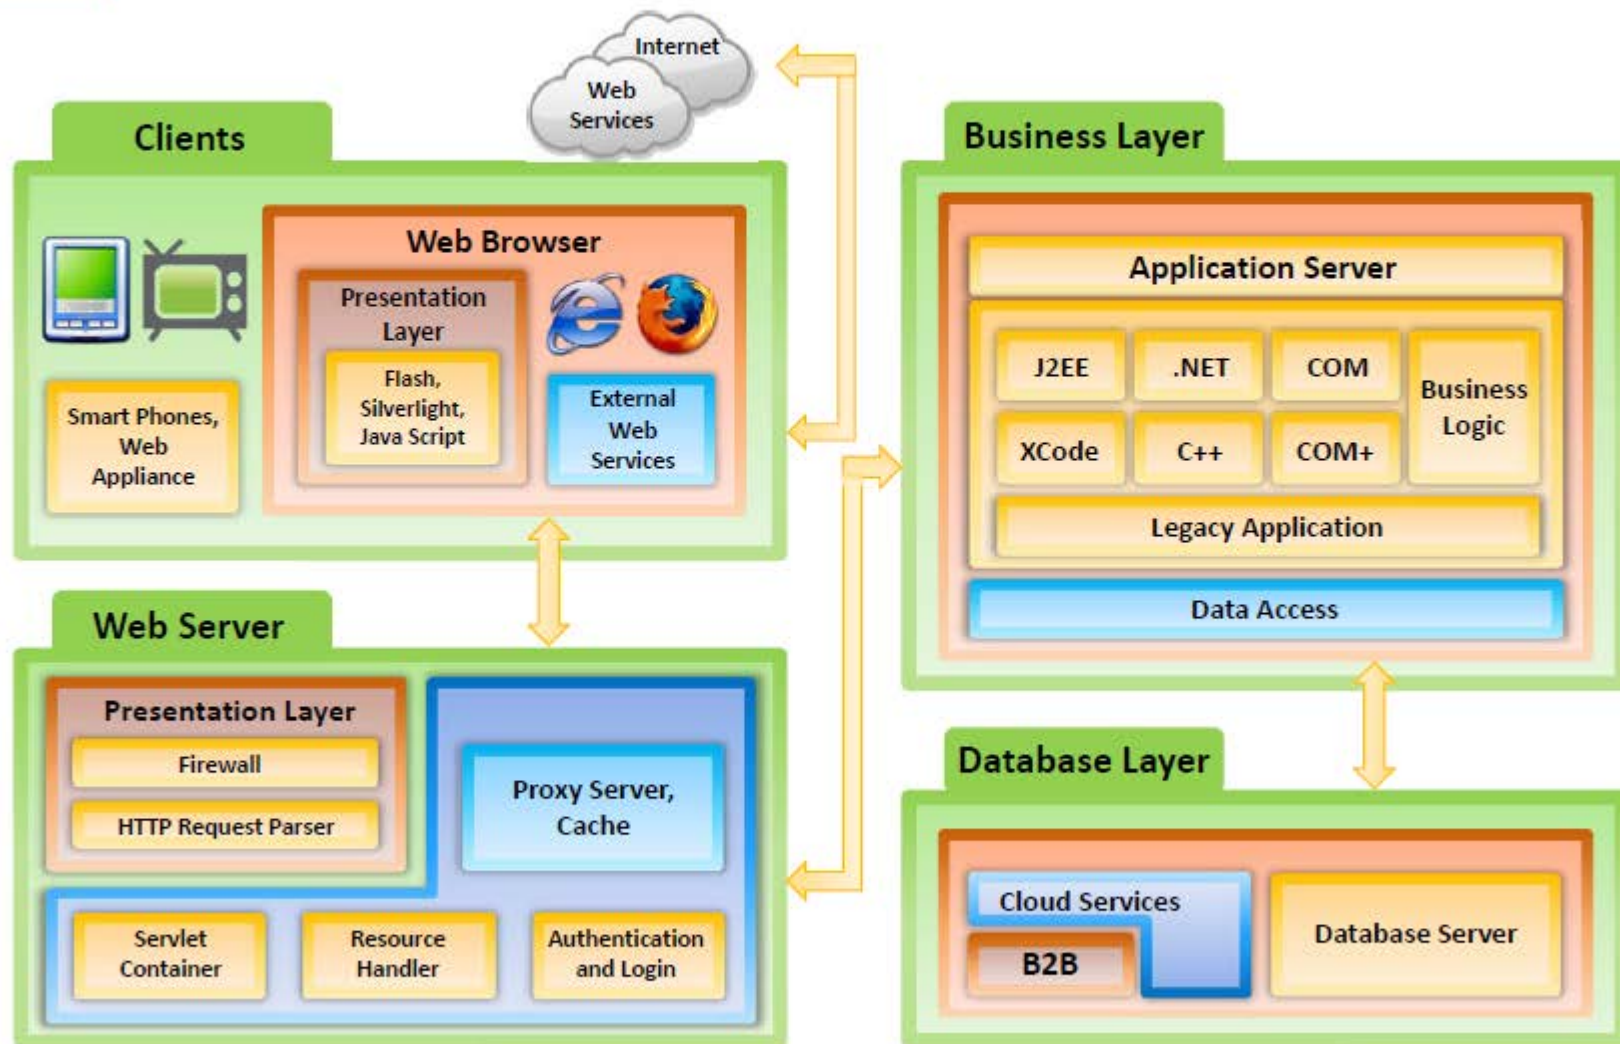 Internet
Web
Services
Clients
Web Browser
Presentation
Layer
Flash,
Silverlight,
Java Script
External
Web
Services
Smart Phones,
Web
Appliance
Business Layer
Application Server
J2EE
.NET
COM
Business
Logic
XCode
C++
COM+
Legacy Application
Data Access
Web Server
Presentation Layer
Firewall
HTTP Request Parser
Proxy Server,
Cache
Servlet
Container
Resource
Handler
Authentication
and Login
Database Layer
Cloud Services
B2B
Database Server